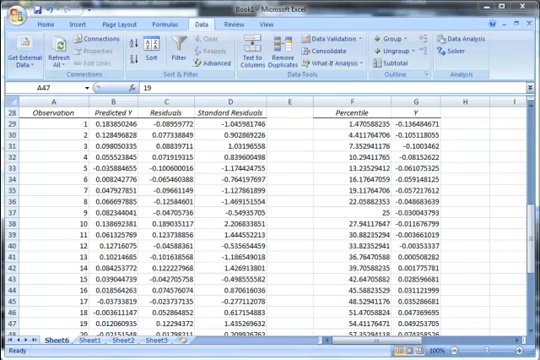 Book1 - Microsoft Excel
Home Insert Page Layout Formulas Data Review View
Get External Data
Refresh All
Connections
Properties
Edit Links
Connections
Sort
Filter
Clear
Reapply
Advanced
Sort & Filter
Text to Columns
Remove Duplicates
Data Validation
Consolidate
What-If Analysis
Data Tools
Group
Ungroup
Subtotal
Outline
Data Analysis
Solver
Analysis
A47 fx 19
A B C D E F G H I
28 Observation Predicted Y Residuals Standard Residuals Percentile Y
29 1 0.183850246 -0.08959772 -1.045981746 1.470588235 -0.136484671
30 2 0.128496828 0.077338849 0.902869226 4.411764706 -0.105118055
31 3 0.098050335 0.08839711 1.03196558 7.352941176 -0.1003462
32 4 0.055523845 0.071919315 0.839600498 10.29411765 -0.08152622
33 5 -0.035884655 -0.100600016 -1.174424755 13.23529412 -0.061075325
34 6 0.008242776 -0.065460404 -0.764197697 16.17647059 -0.059148125
35 7 0.047927851 -0.09661149 -1.127861899 19.11764706 -0.057217612
36 8 0.066697885 -0.12584601 -1.469151554 22.05882353 -0.048683639
37 9 0.082344041 -0.04705736 -0.54935705 25 -0.030043793
38 10 0.138692381 0.189035117 2.206833851 27.94117647 -0.011676799
39 11 0.061325769 0.123738856 1.444552213 30.88235294 -0.003661019
40 12 0.12716075 -0.04588361 -0.535654459 33.82352941 -0.00353337
41 13 0.10214685 -0.101638568 -1.186549018 36.76470588 0.000508282
42 14 0.084253772 0.122227968 1.426913801 39.70588235 0.001775781
43 15 0.039444759 -0.042705758 -0.498555582 42.64705882 0.028596681
44 16 0.018564263 0.074576024 0.870616036 45.58823529 0.031121999
45 17 -0.03733819 -0.023737135 -0.277112078 48.52941176 0.035286681
46 18 -0.003611147 0.052864852 0.617154883 51.47058824 0.047369695
47 19 0.012060935 0.12294772 1.435269632 54.41176471 0.049253705
48
Sheet6 Sheet1 Sheet2 Sheet3
Ready 100%